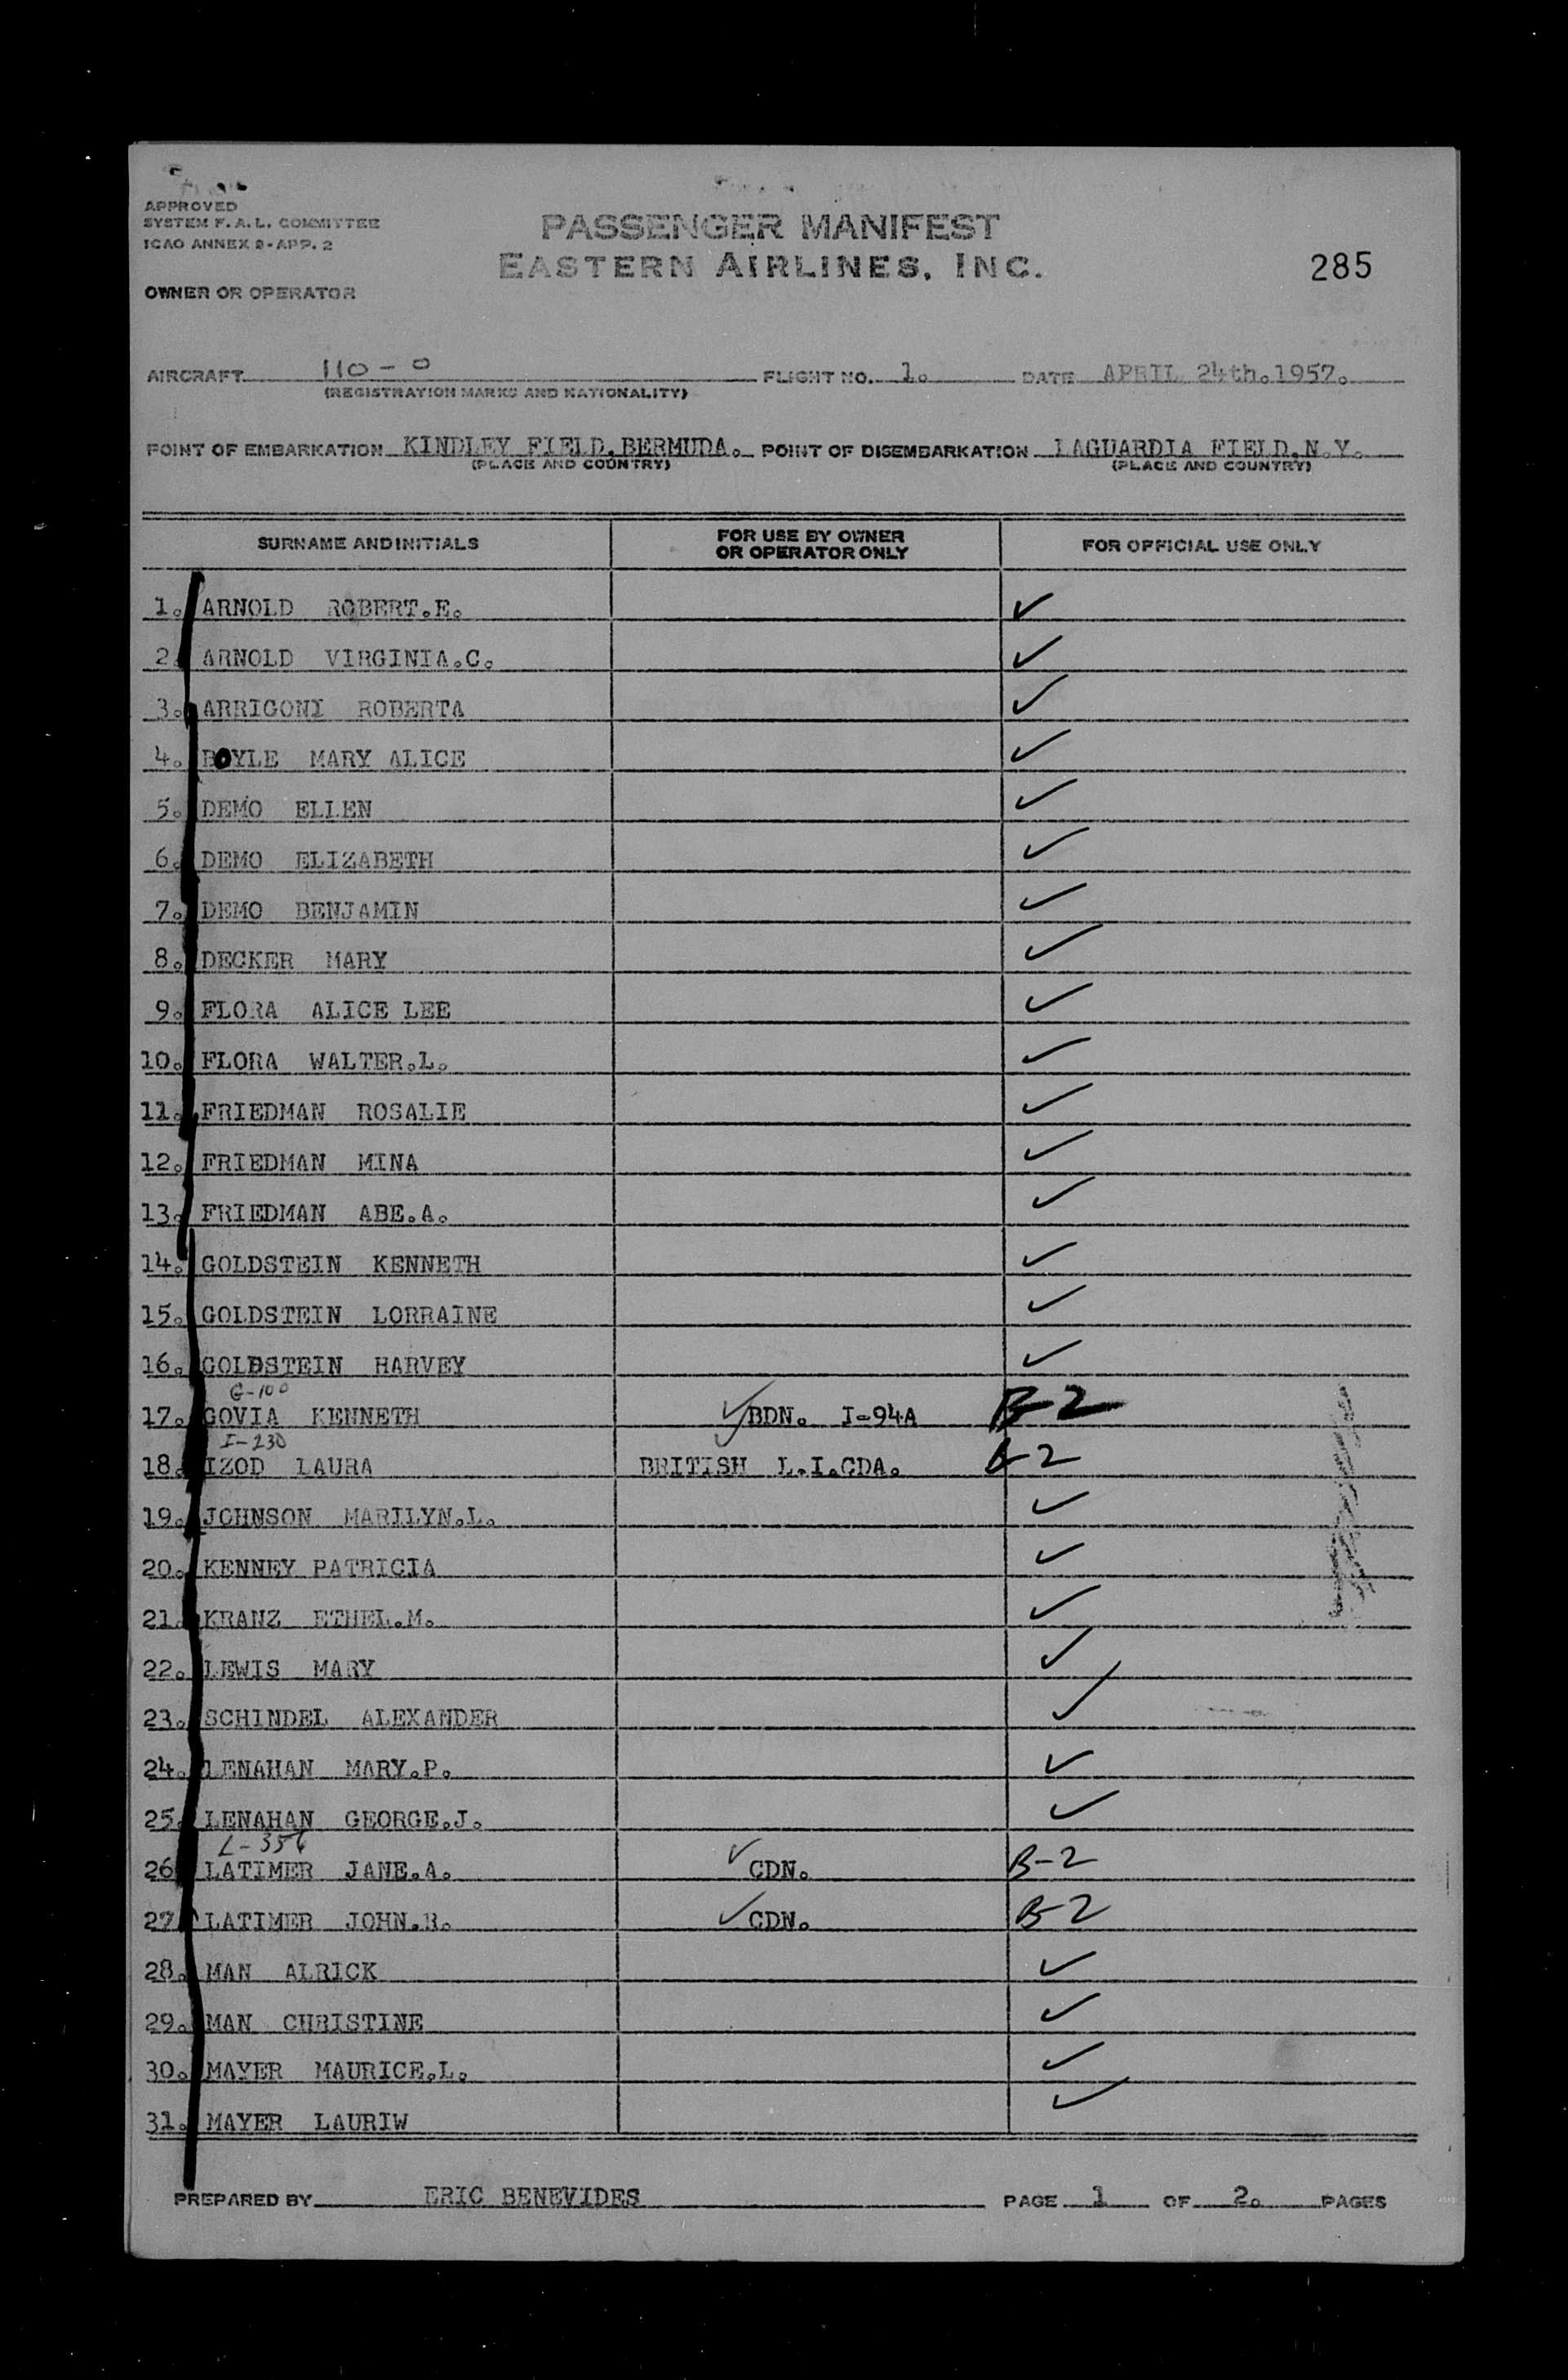 APPROVED
SYSTEM F.A.L. COMMITTEE
ICAO ANNEX 9-APP. 2
PASSENGER MANIFEST
EASTERN AIRLINES, INC.
285
OWNER OR OPERATOR
AIRCRAFT 110-0 FLIGHT NO. 1. DATE APRIL 24th.1957.
(REGISTRATION MARKS AND NATIONALITY)
POINT OF EMBARKATION KINDLEY FIELD.BERMUDA. POINT OF DISEMBARKATION LAGUARDIA FIELD.N.Y.
(PLACE AND COUNTRY) (PLACE AND COUNTRY)
SURNAME AND INITIALS FOR USE BY OWNER OR OPERATOR ONLY FOR OFFICIAL USE ONLY
1. ARNOLD ROBERT.E. ✓
2. ARNOLD VIRGINIA.C. ✓
3. ARRIGONI ROBERTA ✓
4. BOYLE MARY ALICE ✓
5. DEMO ELLEN ✓
6. DEMO ELIZABETH ✓
7. DEMO BENJAMIN ✓
8. DECKER MARY ✓
9. FLORA ALICE LEE ✓
10. FLORA WALTER.L. ✓
11. FRIEDMAN ROSALIE ✓
12. FRIEDMAN MINA ✓
13. FRIEDMAN ABE.A. ✓
14. GOLDSTEIN KENNETH ✓
15. GOLDSTEIN LORRAINE ✓
16. GOLDSTEIN HARVEY ✓
G-100
17. GOVIA KENNETH ✓BDN. I-94A B-2
I-230
18. IZOD LAURA BRITISH L.I.CDA. B-2
19. JOHNSON MARILYN.L. ✓
20. KENNEY PATRICIA ✓
21. KRANZ ETHEL.M. ✓
22. LEWIS MARY ✓
23. SCHINDEL ALEXANDER ✓
24. LENAHAN MARY.P. ✓
25. LENAHAN GEORGE.J. ✓
L-356
26. LATIMER JANE.A. ✓CDN. B-2
27. LATIMER JOHN.R. ✓CDN. B-2
28. MAN ALRICK ✓
29. MAN CHRISTINE ✓
30. MAYER MAURICE.L. ✓
31. MAYER LAURIW ✓
PREPARED BY ERIC BENEVIDES PAGE 1 OF 2. PAGES